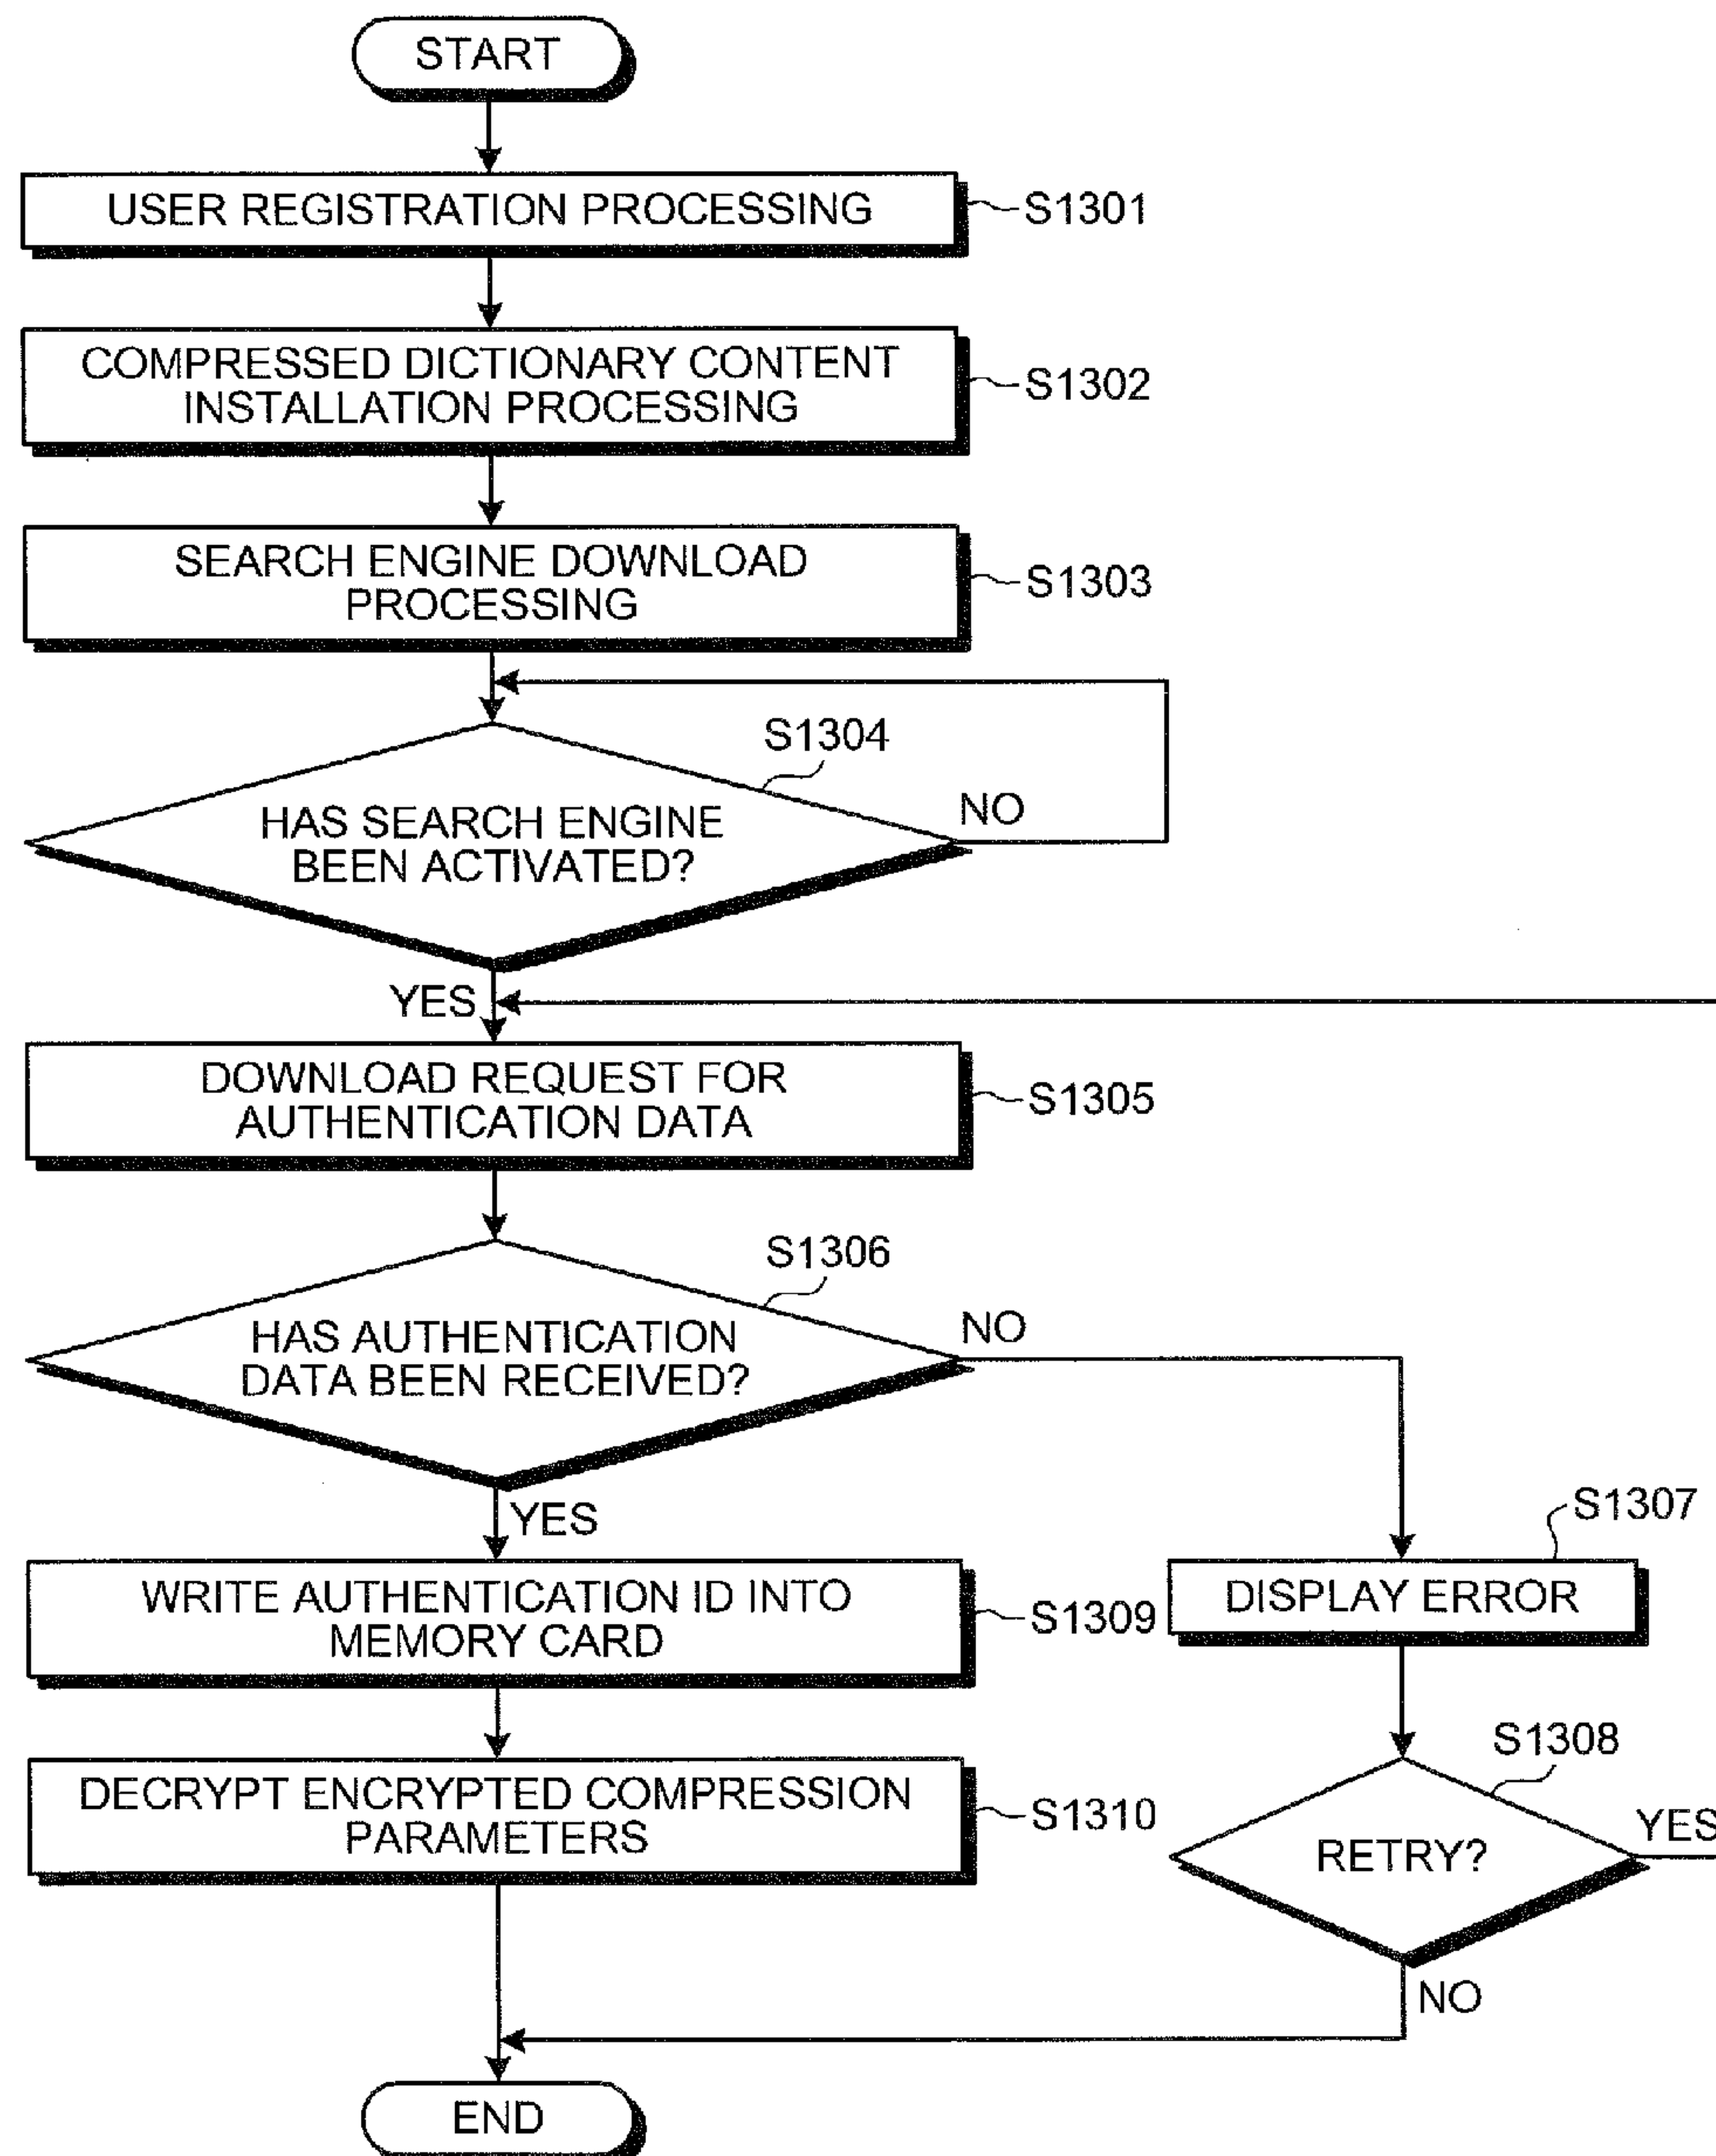 START
USER REGISTRATION PROCESSING
S1301
COMPRESSED DICTIONARY CONTENT
INSTALLATION PROCESSING
S1302
SEARCH ENGINE DOWNLOAD
PROCESSING
S1303
S1304
HAS SEARCH ENGINE
BEEN ACTIVATED?
NO
YES
DOWNLOAD REQUEST FOR
AUTHENTICATION DATA
S1305
S1306
HAS AUTHENTICATION
DATA BEEN RECEIVED?
NO
YES
S1307
DISPLAY ERROR
WRITE AUTHENTICATION ID INTO
MEMORY CARD
S1309
S1308
RETRY?
YES
NO
DECRYPT ENCRYPTED COMPRESSION
PARAMETERS
S1310
END